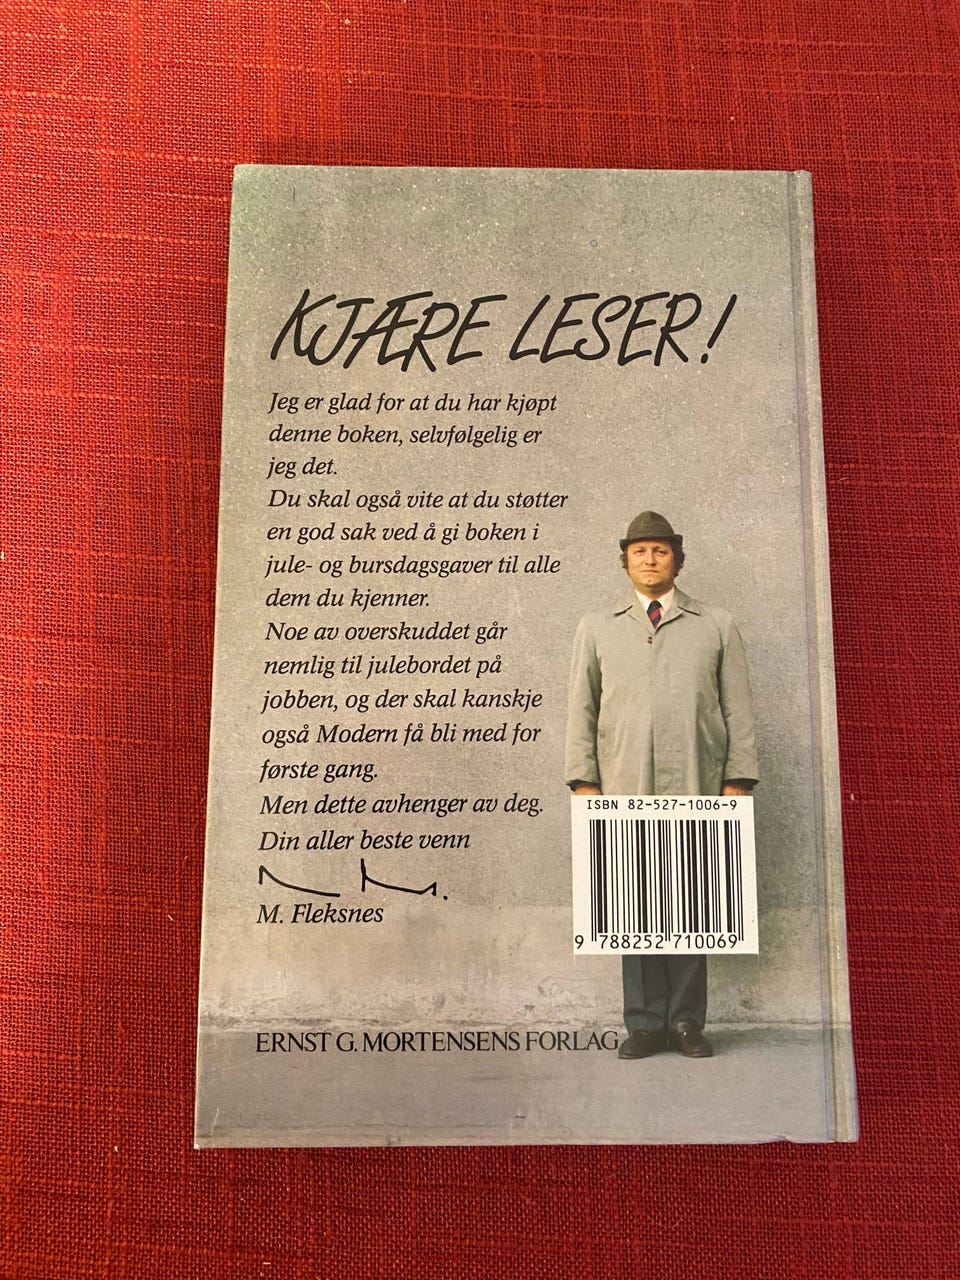 KJÆRE LESER!
Jeg er glad for at du har kjøpt
denne boken, selvfølgelig er
jeg det.
Du skal også vite at du støtter
en god sak ved å gi boken i
jule- og bursdagsgaver til alle
dem du kjenner.
Noe av overskuddet går
nemlig til julebordet på
jobben, og der skal kanskje
også Modern få bli med for
første gang.
Men dette avhenger av deg.
Din aller beste venn
M. Fleksnes
ISBN 82-527-1006-9
9 788252 710069
ERNST G. MORTENSENS FORLAG